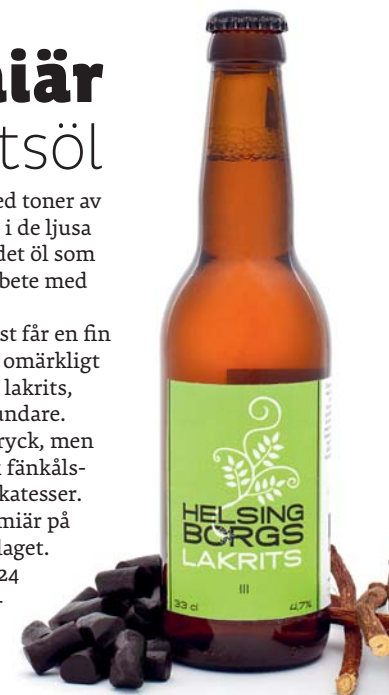 iär
tsöl
ed toner av
i de ljusa
det öl som
bete med
st får en fin
omärkligt
lakrits,
undare.
ryck, men
k fänkåls-
katesser.
miär på
laget.
24
-
HELSING
BORGS
LAKRITS
III
33 cl 4,7%